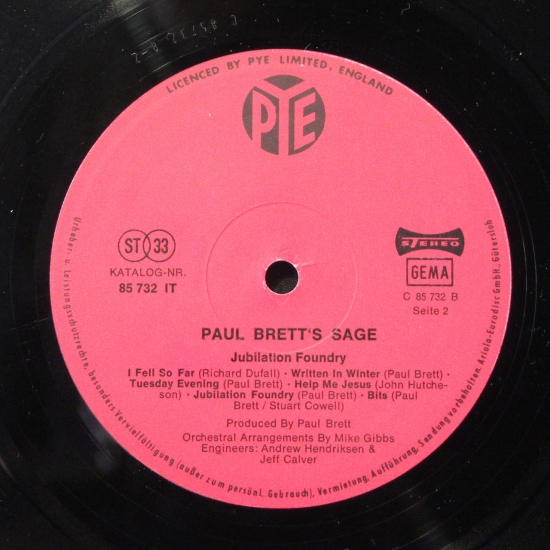 C 85732 B-2
LICENCED BY PYE LIMITED, ENGLAND
PYE
ST 33
STEREO
KATALOG-NR.
85 732 IT
GEMA
C 85 732 B
Seite 2
PAUL BRETT'S SAGE
Jubilation Foundry
I Fell So Far (Richard Dufall) · Written in Winter (Paul Brett) ·
Tuesday Evening (Paul Brett) · Help Me Jesus (John Hutche-
son) · Jubilation Foundry (Paul Brett) · Bits (Paul
Brett / Stuart Cowell)
Produced By Paul Brett
Orchestral Arrangements By Mike Gibbs
Engineers: Andrew Hendriksen &
Jeff Calver
Urheber- u. Leistungsschutzrechte, besonders Vervielfältigung (außer zum persönl. Gebrauch), Vermietung, Aufführung, Sendung vorbehalten. Ariola-Eurodisc GmbH., Gütersloh